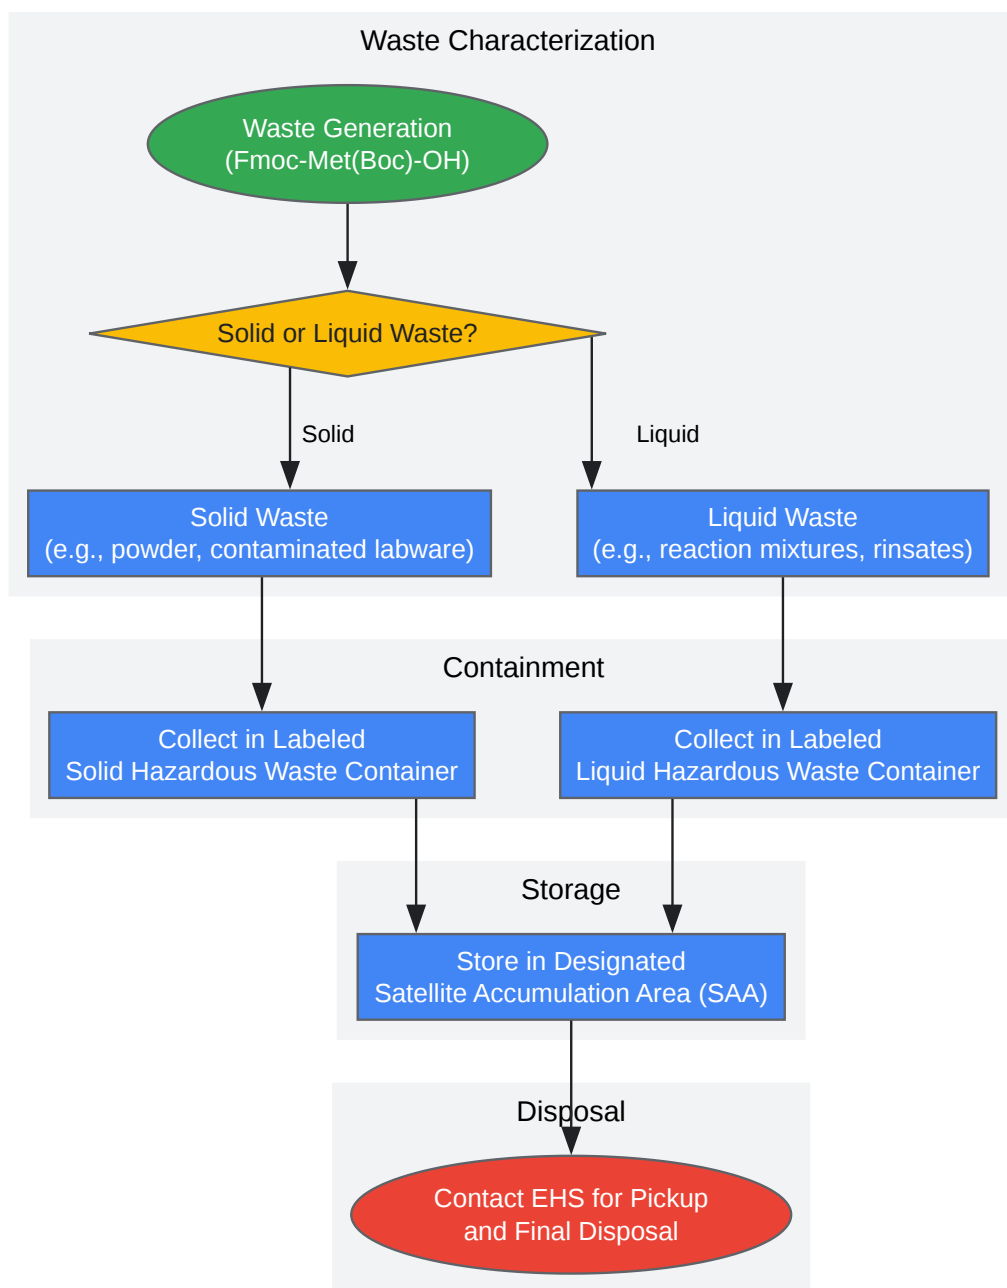 Waste Characterization
Waste Generation
(Fmoc-Met(Boc)-OH)
Solid or Liquid Waste?
Solid
Liquid
Solid Waste
(e.g., powder, contaminated labware)
Liquid Waste
(e.g., reaction mixtures, rinsates)
Containment
Collect in Labeled
Solid Hazardous Waste Container
Collect in Labeled
Liquid Hazardous Waste Container
Storage
Store in Designated
Satellite Accumulation Area (SAA)
Disposal
Contact EHS for Pickup
and Final Disposal